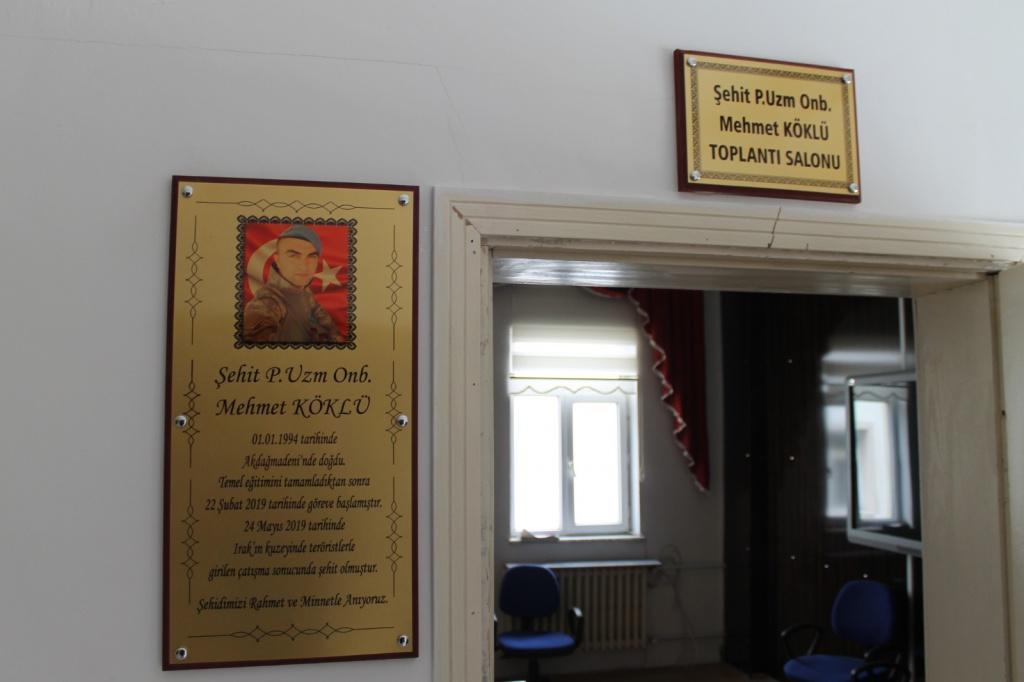 Şehit P.Uzm Onb.
Mehmet KÖKLÜ
TOPLANTI SALONU
Şehit P.Uzm Onb.
Mehmet KÖKLÜ
01.01.1994 tarihinde
Akdağmadeni'nde doğdu.
Temel eğitimini tamamladıktan sonra
22 Şubat 2019 tarihinde göreve başlamıştır.
24 Mayıs 2019 tarihinde
Irak'ın kuzeyinde teröristlerle
girilen çatışma sonucunda şehit olmuştur.
Şehidimizi Rahmet ve Minnetle Anıyoruz.